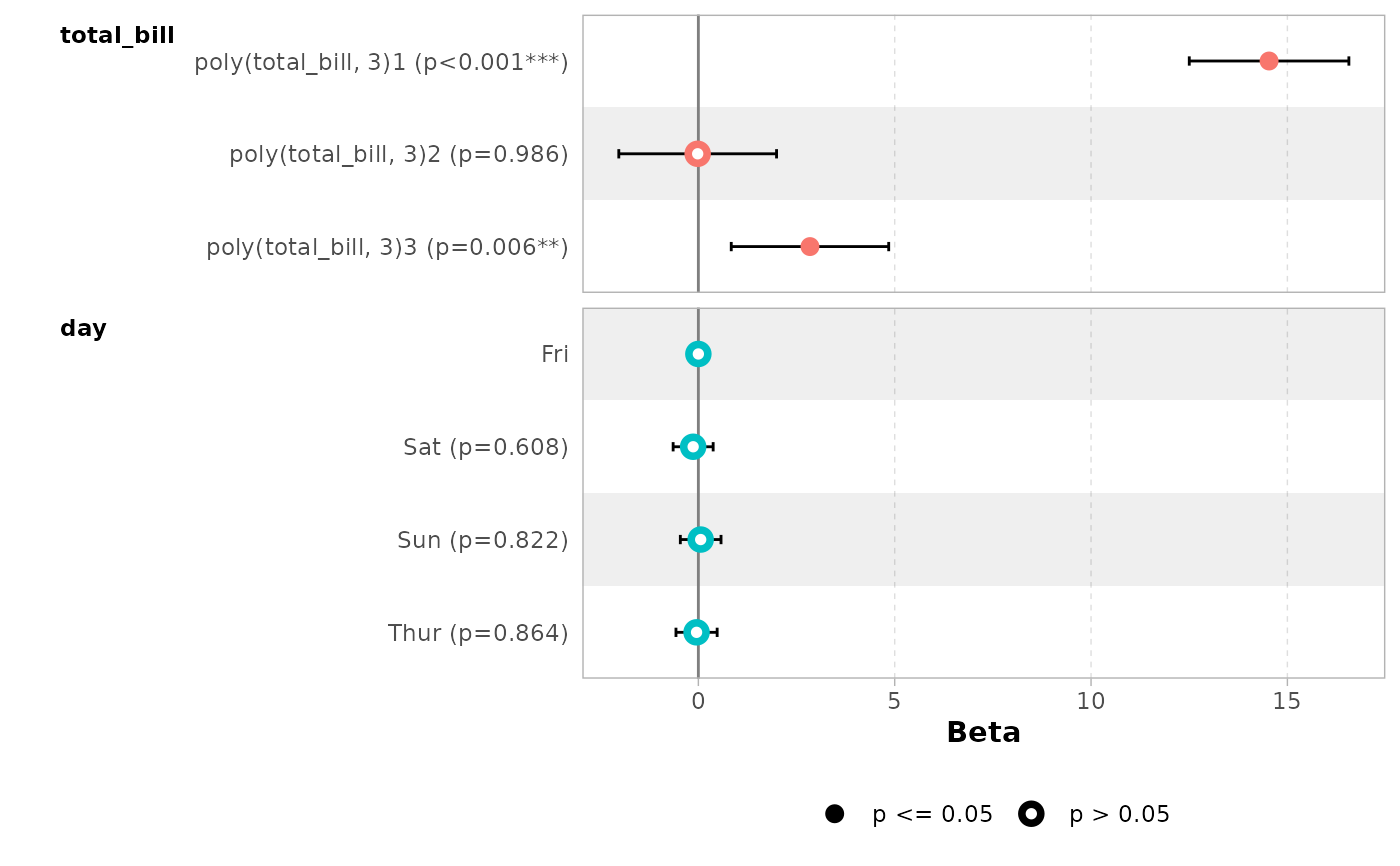 total_bill
poly(total_bill, 3)1 (p<0.001***)
poly(total_bill, 3)2 (p=0.986)
poly(total_bill, 3)3 (p=0.006**)
day
Fri
Sat (p=0.608)
Sun (p=0.822)
Thur (p=0.864)
0 5 10 15
Beta
p <= 0.05 p > 0.05